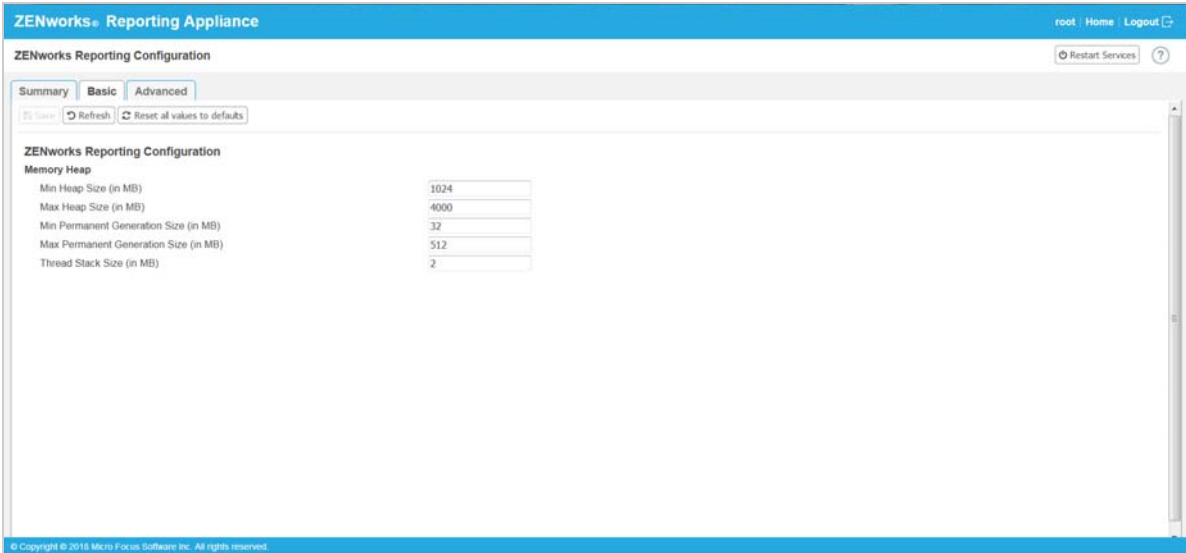 ZENworks® Reporting Appliance
root | Home | Logout
ZENworks Reporting Configuration
Restart Services
?
Summary
Basic
Advanced
Save
Refresh
Reset all values to defaults
ZENworks Reporting Configuration
Memory Heap
Min Heap Size (in MB) 1024
Max Heap Size (in MB) 4000
Min Permanent Generation Size (in MB) 32
Max Permanent Generation Size (in MB) 512
Thread Stack Size (in MB) 2
© Copyright © 2016 Micro Focus Software Inc. All rights reserved.